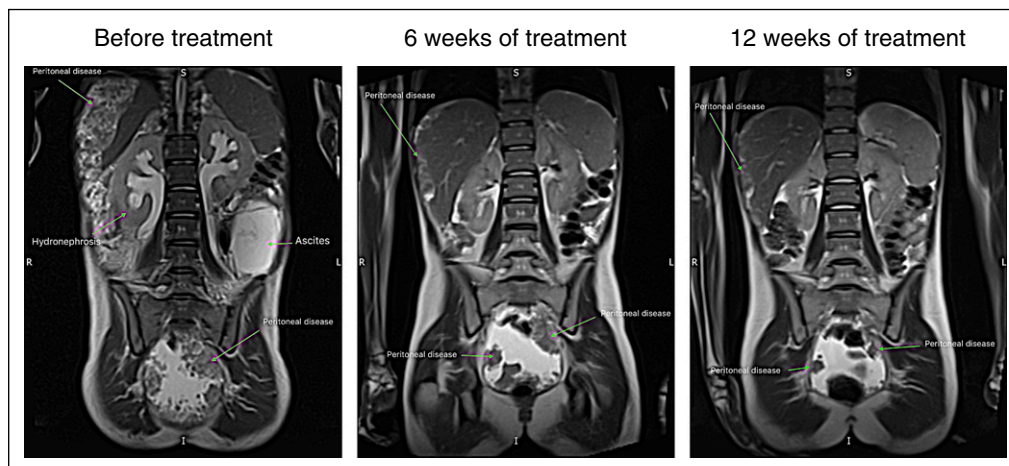 Before treatment
6 weeks of treatment
12 weeks of treatment
Peritoneal disease
S
Hydronephrosis
Ascites
R
L
Peritoneal disease
I
S
Peritoneal disease
R
L
Peritoneal disease
Peritoneal disease
I
S
Peritoneal disease
R
L
Peritoneal disease
Peritoneal disease
I